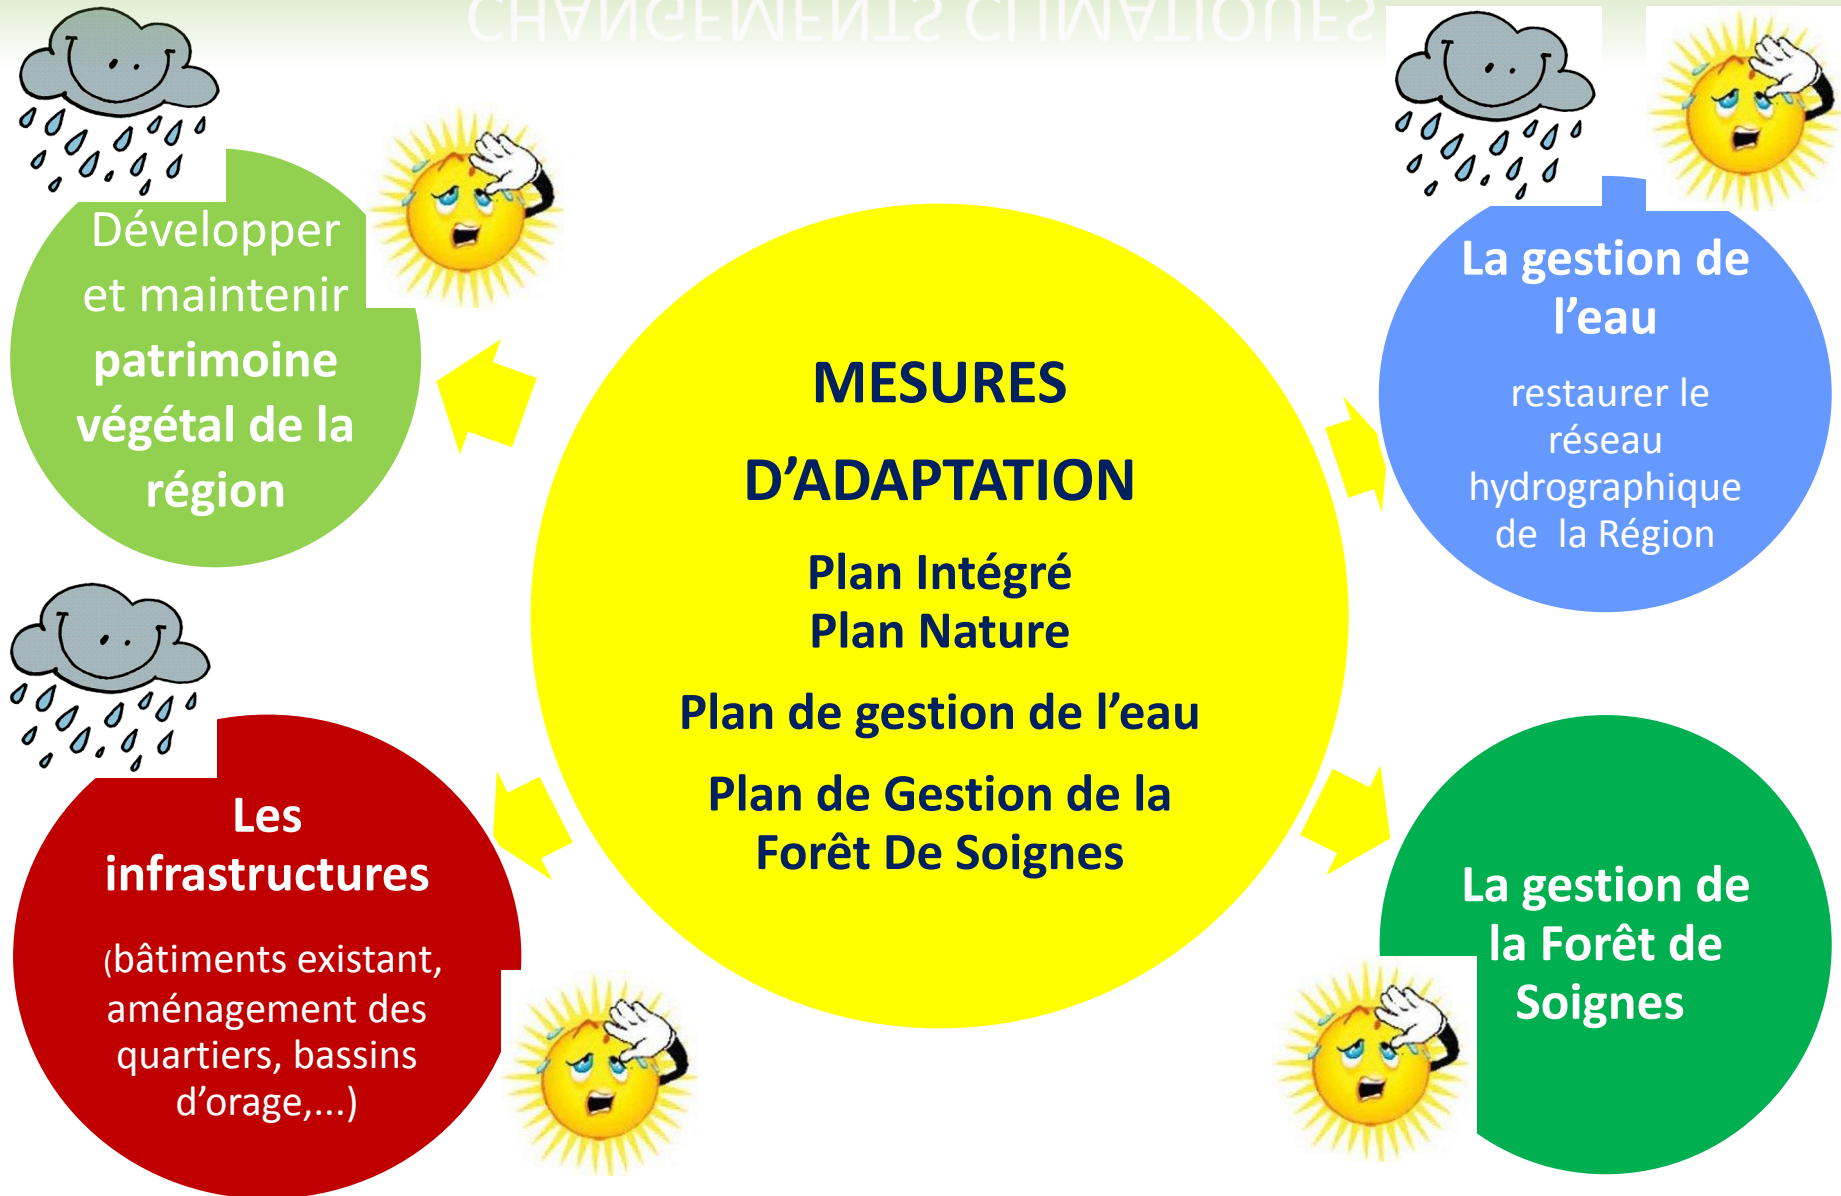 CHANGEMENTS CLIMATIQUES
Développer
et maintenir
patrimoine
végétal de la
région
MESURES
D’ADAPTATION
Plan Intégré
Plan Nature
Plan de gestion de l’eau
Plan de Gestion de la
Forêt De Soignes
La gestion de
l’eau
restaurer le
réseau
hydrographique
de la Région
Les
infrastructures
(bâtiments existant,
aménagement des
quartiers, bassins
d’orage,...)
La gestion de
la Forêt de
Soignes